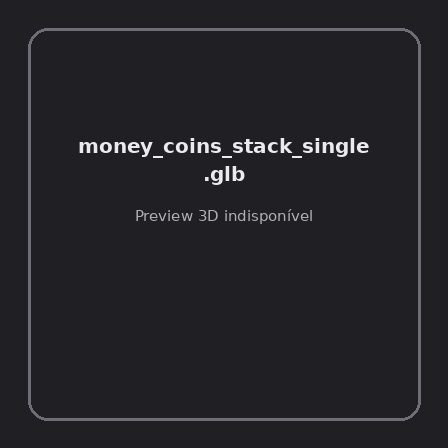 money_coins_stack_single
.glb
Preview 3D indisponível